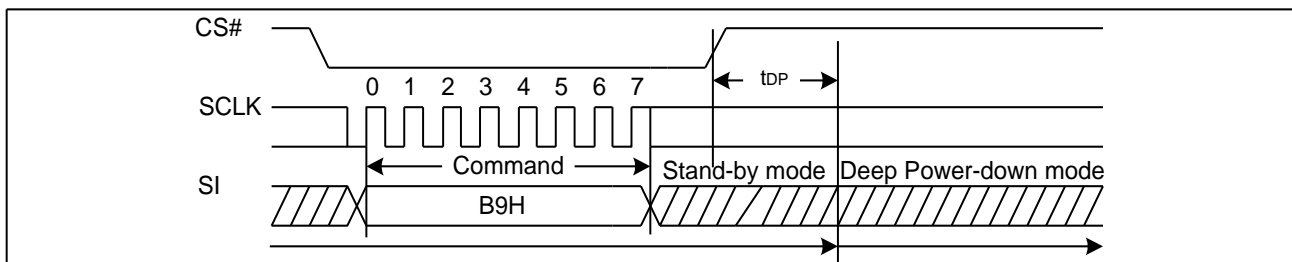 CS#
tDP
0 1 2 3 4 5 6 7
SCLK
Command
Stand-by mode Deep Power-down mode
SI
B9H